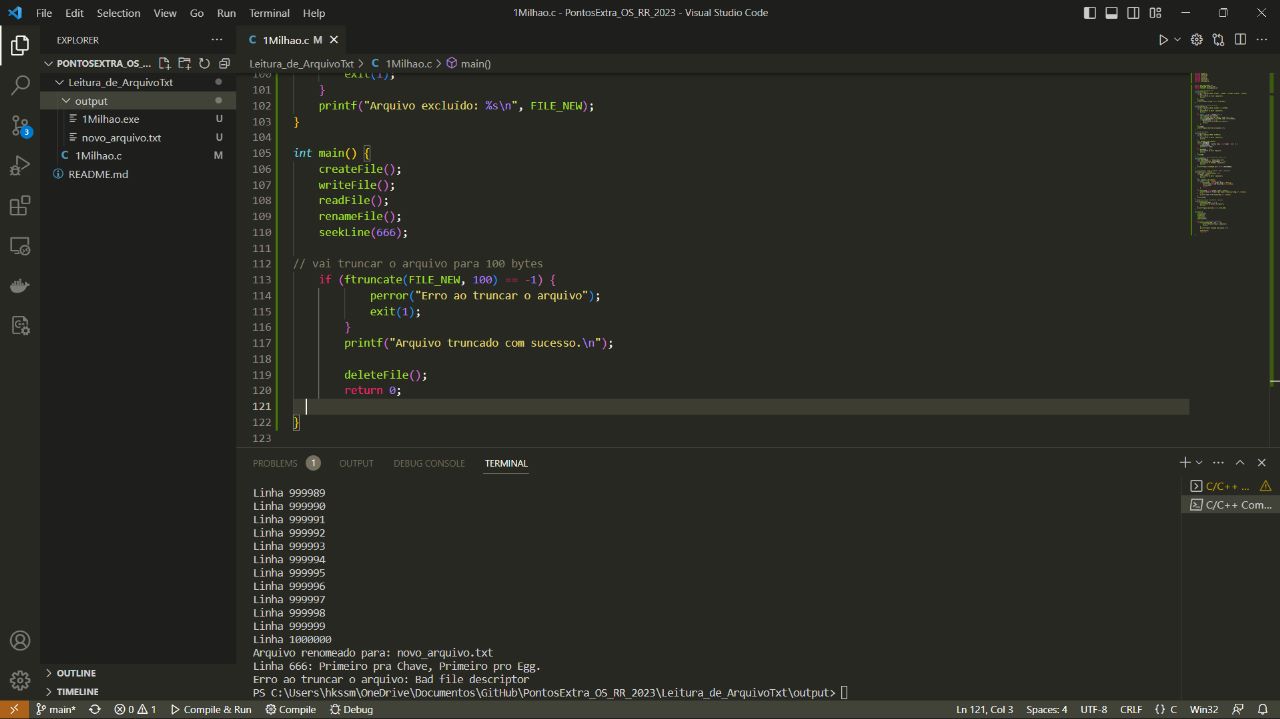 File Edit Selection View Go Run Terminal Help
1Milhao.c - PontosExtra_OS_RR_2023 - Visual Studio Code
EXPLORER
PONTOSEXTRA_OS_...
Leitura_de_ArquivoTxt
output
1Milhao.exe U
novo_arquivo.txt U
C 1Milhao.c M
README.md
3
OUTLINE
TIMELINE
C 1Milhao.c M
Leitura_de_ArquivoTxt > C 1Milhao.c > main()
100 exit(1);
101 }
102 printf("Arquivo excluído: %s\n", FILE_NEW);
103 }
104
105 int main() {
106 createFile();
107 writeFile();
108 readFile();
109 renameFile();
110 seekLine(666);
111
112 // vai truncar o arquivo para 100 bytes
113 if (ftruncate(FILE_NEW, 100) == -1) {
114 perror("Erro ao truncar o arquivo");
115 exit(1);
116 }
117 printf("Arquivo truncado com sucesso.\n");
118
119 deleteFile();
120 return 0;
121
122 }
123
PROBLEMS 1 OUTPUT DEBUG CONSOLE TERMINAL
Linha 999989
Linha 999990
Linha 999991
Linha 999992
Linha 999993
Linha 999994
Linha 999995
Linha 999996
Linha 999997
Linha 999998
Linha 999999
Linha 1000000
Arquivo renomeado para: novo_arquivo.txt
Linha 666: Primeiro pra Chave, Primeiro pro Egg.
Erro ao truncar o arquivo: Bad file descriptor
PS C:\Users\hkssm\OneDrive\Documentos\GitHub\PontosExtra_OS_RR_2023\Leitura_de_ArquivoTxt\output>
C/C++ ...
C/C++ Com...
main* 0 1 Compile & Run Compile Debug
Ln 121, Col 3 Spaces: 4 UTF-8 CRLF {} C Win32